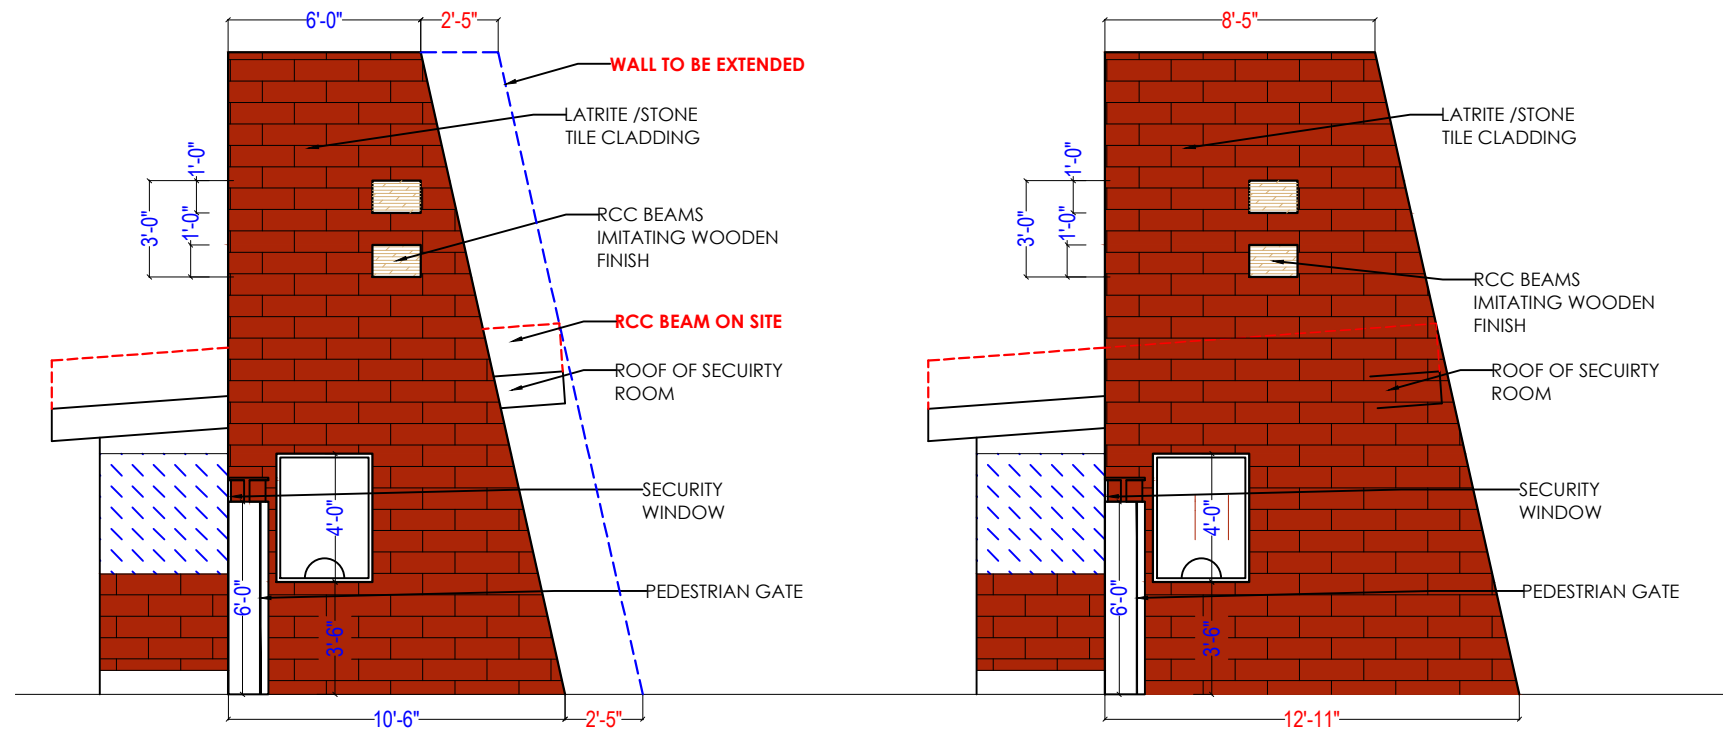 6'-0"
2'-5"
WALL TO BE EXTENDED
LATRITE /STONE
TILE CLADDING
1'-0"
3'-0"
1'-0"
RCC BEAMS
IMITATING WOODEN
FINISH
RCC BEAM ON SITE
ROOF OF SECUIRTY
ROOM
SECURITY
WINDOW
4'-0"
PEDESTRIAN GATE
6'-0"
3'-6"
10'-6"
2'-5"
8'-5"
LATRITE /STONE
TILE CLADDING
1'-0"
3'-0"
1'-0"
RCC BEAMS
IMITATING WOODEN
FINISH
ROOF OF SECUIRTY
ROOM
SECURITY
WINDOW
4'-0"
PEDESTRIAN GATE
6'-0"
3'-6"
12'-11"